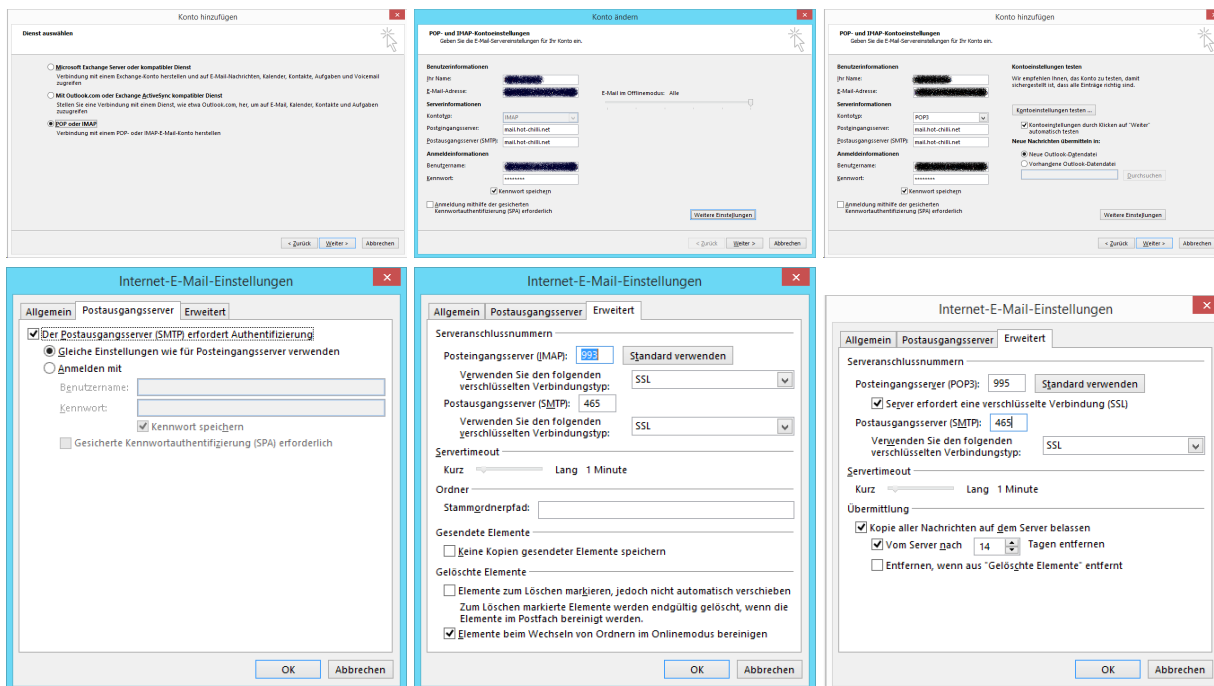 Konto hinzufügen
Dienst auswählen
Microsoft Exchange Server oder kompatibler Dienst
Verbindung mit einem Exchange-Konto herstellen und auf E-Mail-Nachrichten, Kalender, Kontakte, Aufgaben und Voicemail
zugreifen
Mit Outlook.com oder Exchange ActiveSync kompatibler Dienst
Stellen Sie eine Verbindung mit einem Dienst, wie etwa Outlook.com, her, um auf E-Mail, Kalender, Kontakte und Aufgaben
zuzugreifen
POP oder IMAP
Verbindung mit einem POP- oder IMAP-E-Mail-Konto herstellen
< Zurück Weiter > Abbrechen
Konto ändern
POP- und IMAP-Kontoeinstellungen
Geben Sie die E-Mail-Servereinstellungen für Ihr Konto ein.
Benutzerinformationen
Ihr Name:
E-Mail-Adresse:
E-Mail im Offlinemodus: Alle
Serverinformationen
Kontotyp: IMAP
Posteingangsserver: mail.hot-chilli.net
Postausgangsserver (SMTP): mail.hot-chilli.net
Anmeldeinformationen
Benutzername:
Kennwort: ********
Kennwort speichern
Anmeldung mithilfe der gesicherten
Kennwortauthentifizierung (SPA) erforderlich
Weitere Einstellungen
< Zurück Weiter > Abbrechen
Konto hinzufügen
POP- und IMAP-Kontoeinstellungen
Geben Sie die E-Mail-Servereinstellungen für Ihr Konto ein.
Benutzerinformationen
Ihr Name:
E-Mail-Adresse:
Serverinformationen
Kontotyp: POP3
Posteingangsserver: mail.hot-chilli.net
Postausgangsserver (SMTP): mail.hot-chilli.net
Anmeldeinformationen
Benutzername:
Kennwort: ********
Kennwort speichern
Anmeldung mithilfe der gesicherten
Kennwortauthentifizierung (SPA) erforderlich
Kontoeinstellungen testen
Wir empfehlen Ihnen, das Konto zu testen, damit
sichergestellt ist, dass alle Einträge richtig sind.
Kontoeinstellungen testen ...
Kontoeinstellungen durch Klicken auf "Weiter"
automatisch testen
Neue Nachrichten übermitteln in:
Neue Outlook-Datendatei
Vorhandene Outlook-Datendatei
Durchsuchen
Weitere Einstellungen
< Zurück Weiter > Abbrechen
Internet-E-Mail-Einstellungen
Allgemein Postausgangsserver Erweitert
Der Postausgangsserver (SMTP) erfordert Authentifizierung
Gleiche Einstellungen wie für Posteingangsserver verwenden
Anmelden mit
Benutzername:
Kennwort:
Kennwort speichern
Gesicherte Kennwortauthentifizierung (SPA) erforderlich
OK Abbrechen
Internet-E-Mail-Einstellungen
Allgemein Postausgangsserver Erweitert
Serveranschlussnummern
Posteingangsserver (IMAP): 993 Standard verwenden
Verwenden Sie den folgenden
verschlüsselten Verbindungstyp: SSL
Postausgangsserver (SMTP): 465
Verwenden Sie den folgenden
verschlüsselten Verbindungstyp: SSL
Servertimeout
Kurz Lang 1 Minute
Ordner
Stammordnerpfad:
Gesendete Elemente
Keine Kopien gesendeter Elemente speichern
Gelöschte Elemente
Elemente zum Löschen markieren, jedoch nicht automatisch verschieben
Zum Löschen markierte Elemente werden endgültig gelöscht, wenn die
Elemente im Postfach bereinigt werden.
Elemente beim Wechseln von Ordnern im Onlinemodus bereinigen
OK Abbrechen
Internet-E-Mail-Einstellungen
Allgemein Postausgangsserver Erweitert
Serveranschlussnummern
Posteingangsserver (POP3): 995 Standard verwenden
Server erfordert eine verschlüsselte Verbindung (SSL)
Postausgangsserver (SMTP): 465
Verwenden Sie den folgenden
verschlüsselten Verbindungstyp: SSL
Servertimeout
Kurz Lang 1 Minute
Übermittlung
Kopie aller Nachrichten auf dem Server belassen
Vom Server nach 14 Tagen entfernen
Entfernen, wenn aus "Gelöschte Elemente" entfernt
OK Abbrechen